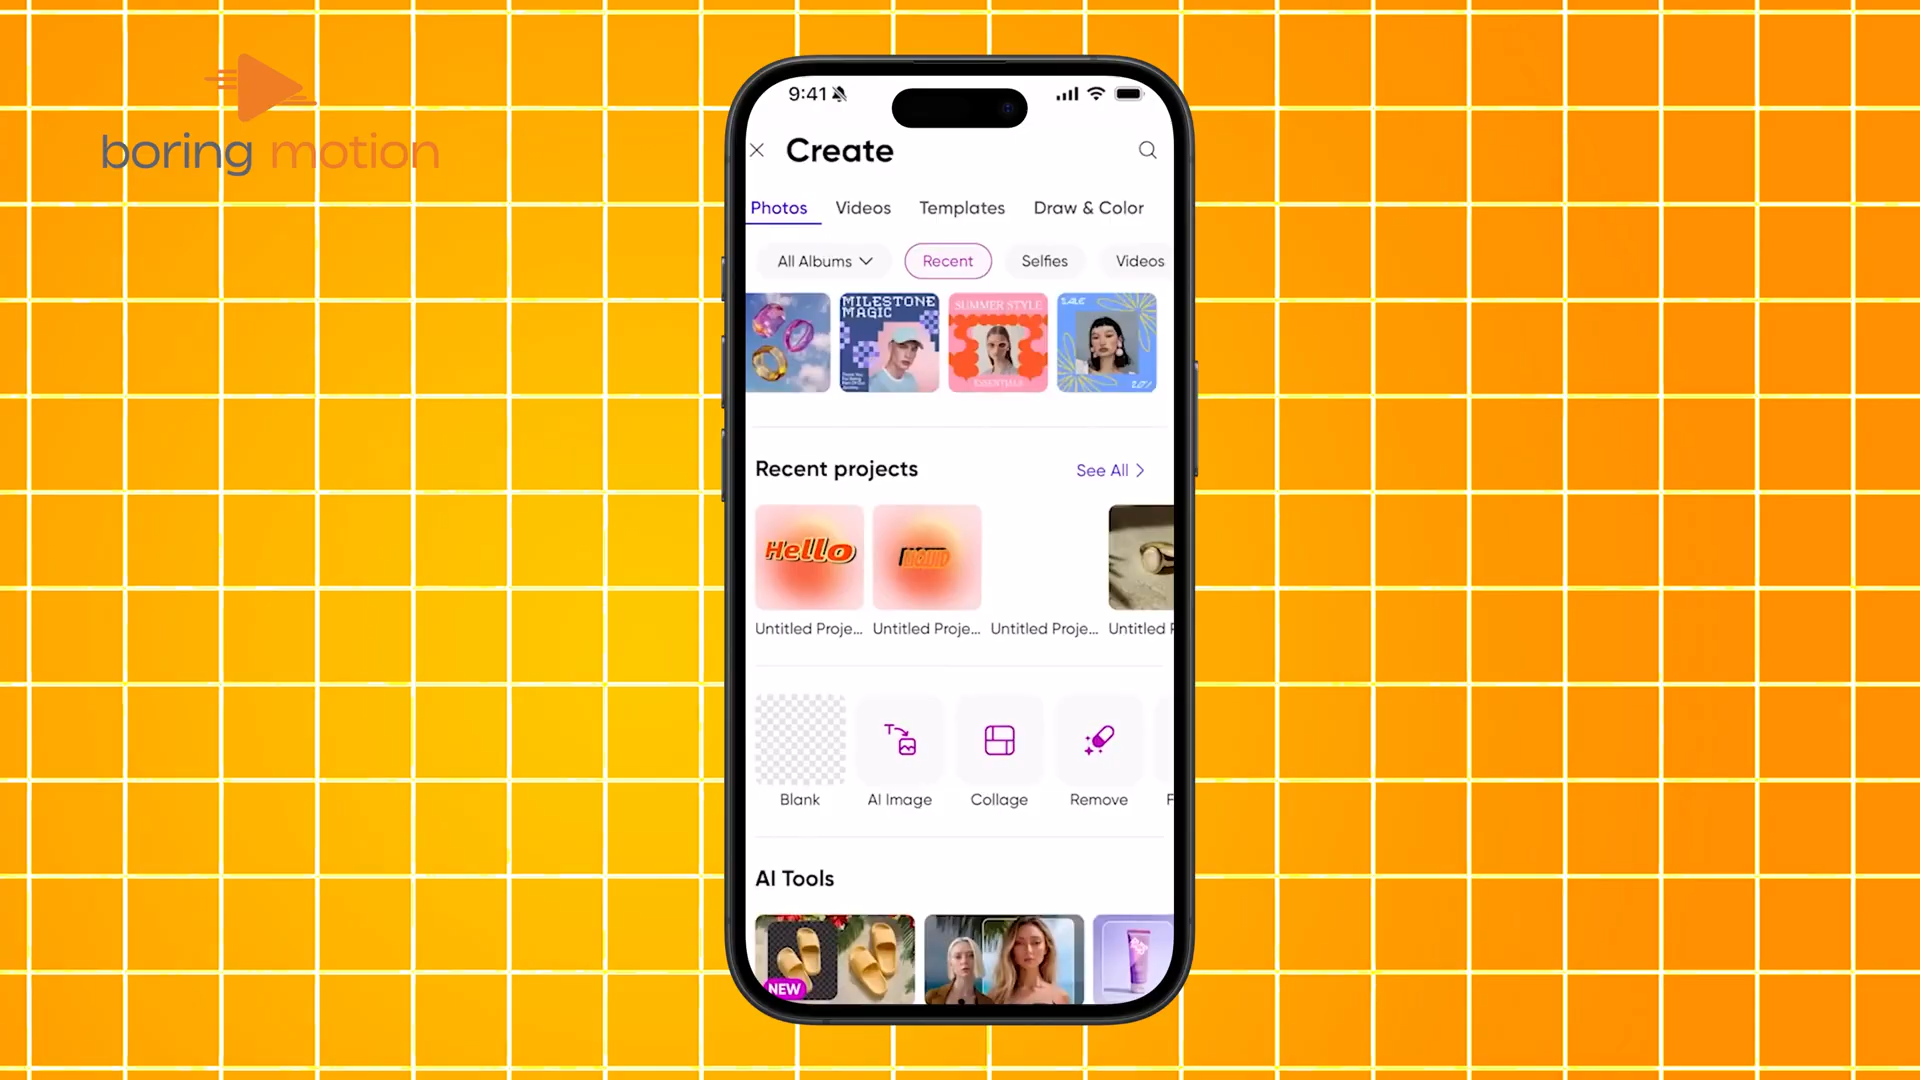 boring motion
9:41
Create
Photos Videos Templates Draw & Color
All Albums Recent Selfies Videos
MILESTONE
MAGIC
SUMMER STYLE
ESSENTIALS
SALE
Recent projects See All
Hello
Untitled Proje... Untitled Proje... Untitled Proje... Untitled
Blank AI Image Collage Remove F
AI Tools
NEW